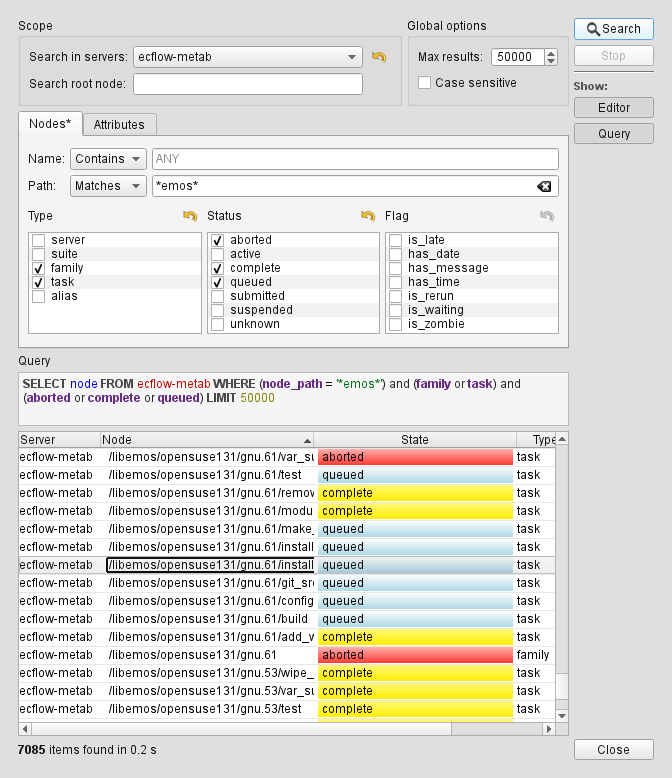 Scope
Global options
Search
Search in servers: ecflow-metab
Max results: 50000
Stop
Search root node:
Case sensitive
Show:
Editor
Query
Nodes*
Attributes
Name: Contains ANY
Path: Matches *emos*
Type
Status
Flag
server
suite
family
task
alias
aborted
active
complete
queued
submitted
suspended
unknown
is_late
has_date
has_message
has_time
is_rerun
is_waiting
is_zombie
Query
SELECT node FROM ecflow-metab WHERE (node_path = '*emos*') and (family or task) and
(aborted or complete or queued) LIMIT 50000
Server Node State Type
ecflow-metab /libemos/opensuse131/gnu.61/var_su aborted task
ecflow-metab /libemos/opensuse131/gnu.61/test queued task
ecflow-metab /libemos/opensuse131/gnu.61/remov complete task
ecflow-metab /libemos/opensuse131/gnu.61/modu complete task
ecflow-metab /libemos/opensuse131/gnu.61/make_ queued task
ecflow-metab /libemos/opensuse131/gnu.61/install queued task
ecflow-metab /libemos/opensuse131/gnu.61/install queued task
ecflow-metab /libemos/opensuse131/gnu.61/git_sr queued task
ecflow-metab /libemos/opensuse131/gnu.61/config queued task
ecflow-metab /libemos/opensuse131/gnu.61/build queued task
ecflow-metab /libemos/opensuse131/gnu.61/add_v complete task
ecflow-metab /libemos/opensuse131/gnu.61 aborted family
ecflow-metab /libemos/opensuse131/gnu.53/wipe_ complete task
ecflow-metab /libemos/opensuse131/gnu.53/var_su complete task
ecflow-metab /libemos/opensuse131/gnu.53/test complete task
7085 items found in 0.2 s
Close